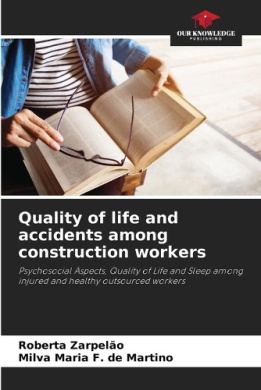 OUR KNOWLEDGE
PUBLISHING
Quality of life and
accidents among
construction workers
Psychosocial Aspects, Quality of Life and Sleep among
injured and healthy outsourced workers
Roberta Zarpelão
Milva Maria F. de Martino